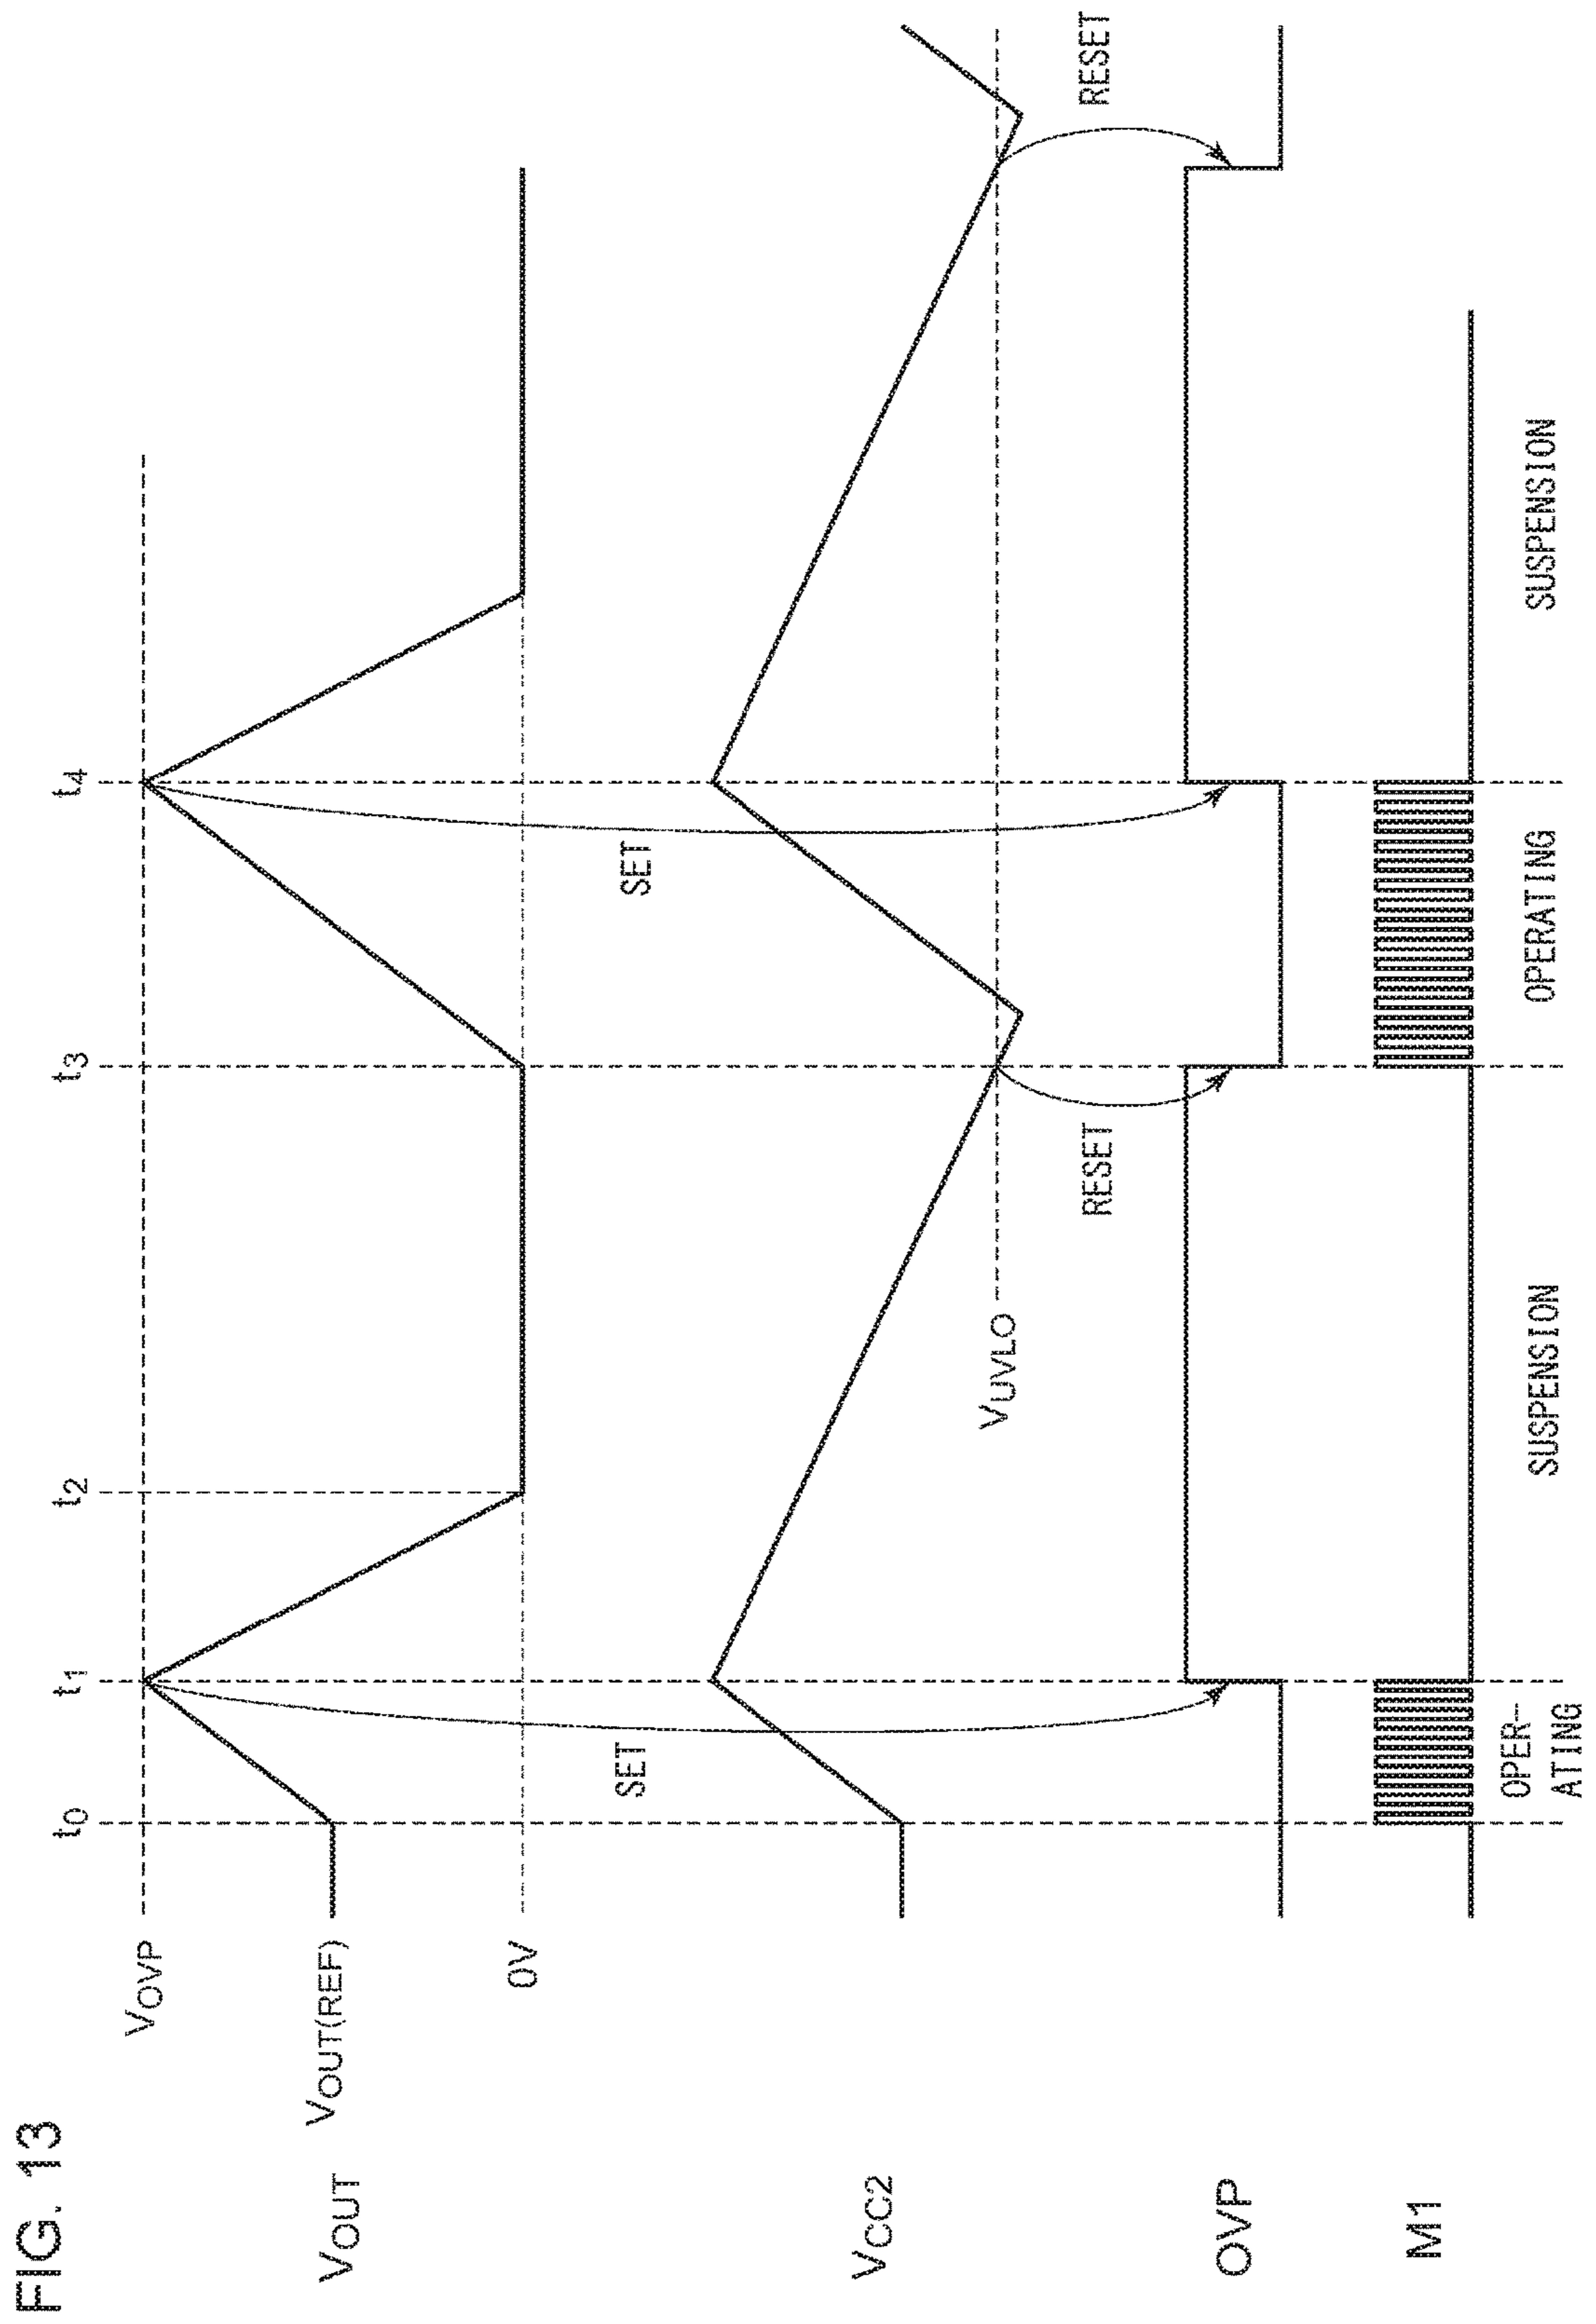 FIG. 13
t0 t1 t2 t3 t4
VOVP
VOUT
VOUT(REF)
0V
SET
SET
VCC2
VUVLO
RESET
RESET
OVP
M1
OPER-
ATING
SUSPENSION
OPERATING
SUSPENSION